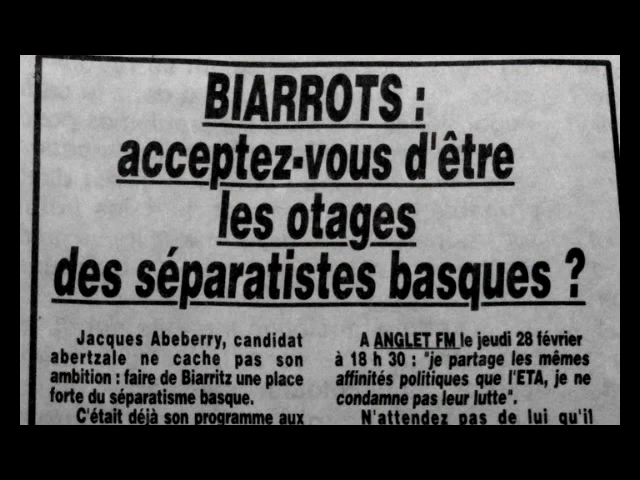 BIARROTS :
acceptez-vous d'être
les otages
des séparatistes basques ?
Jacques Abeberry, candidat
abertzale ne cache pas son
ambition : faire de Biarritz une place
forte du séparatisme basque.
C'était déjà son programme aux
A ANGLET FM le jeudi 28 février
à 18 h 30 : "je partage les mêmes
affinités politiques que l'ETA, je ne
condamne pas leur lutte".
N'attendez pas de lui qu'il